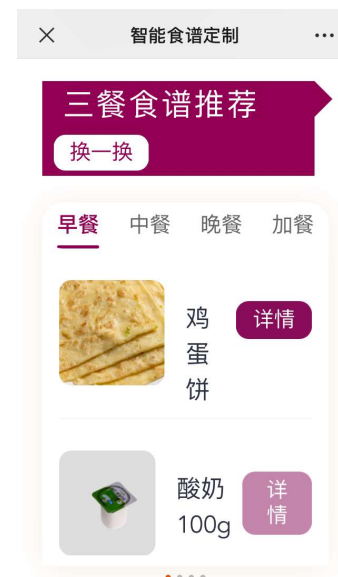 智能食谱定制
三餐食谱推荐
换一换
早餐 中餐 晚餐 加餐
鸡
蛋
饼
详情
酸奶
100g
详
情